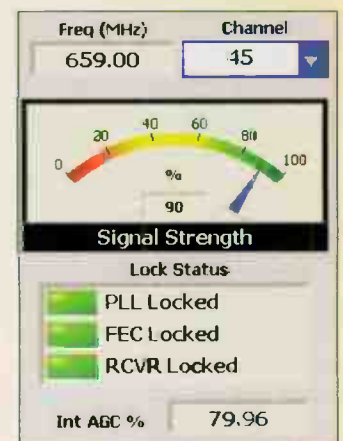 Freq (MHz) Channel
659.00 45
0 20 40 60 80 100
%
90
Signal Strength
Lock Status
PLL Locked
FEC Locked
RCVR Locked
Int AGC % 79.96